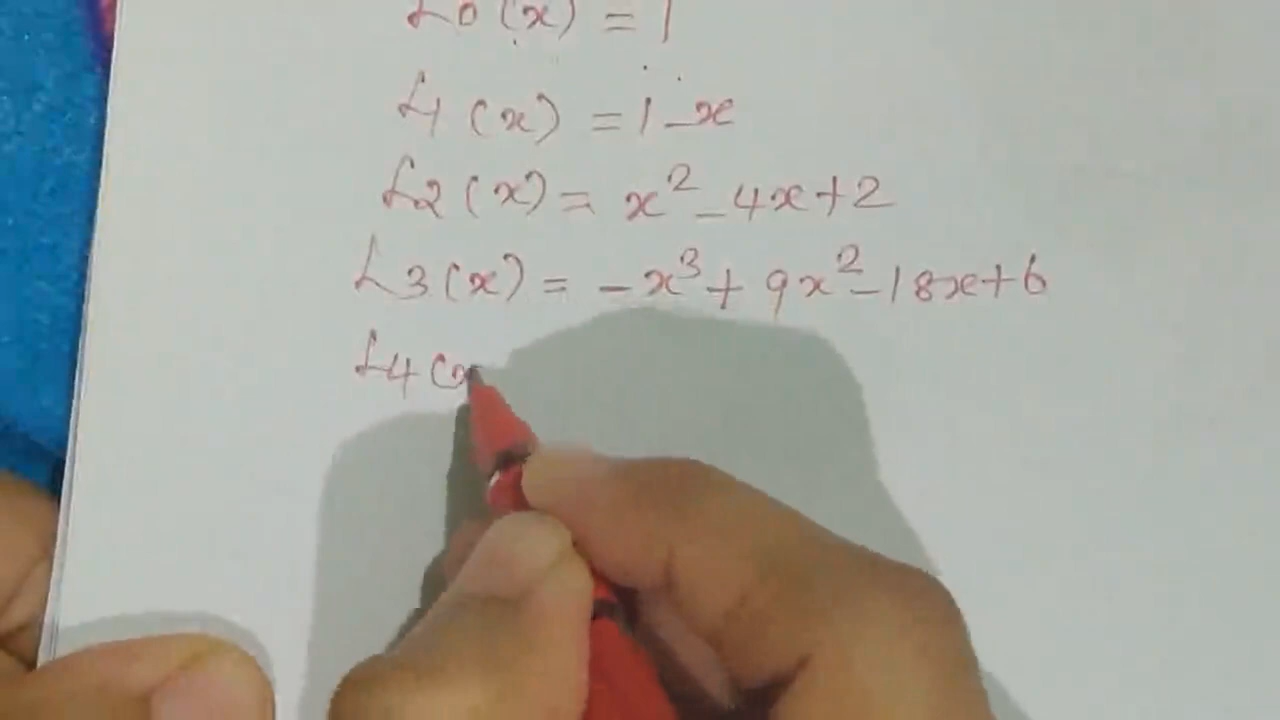 L0(x) = 1
L1(x) = 1-x
L2(x) = x² - 4x + 2
L3(x) = -x³ + 9x² - 18x + 6
L4(x